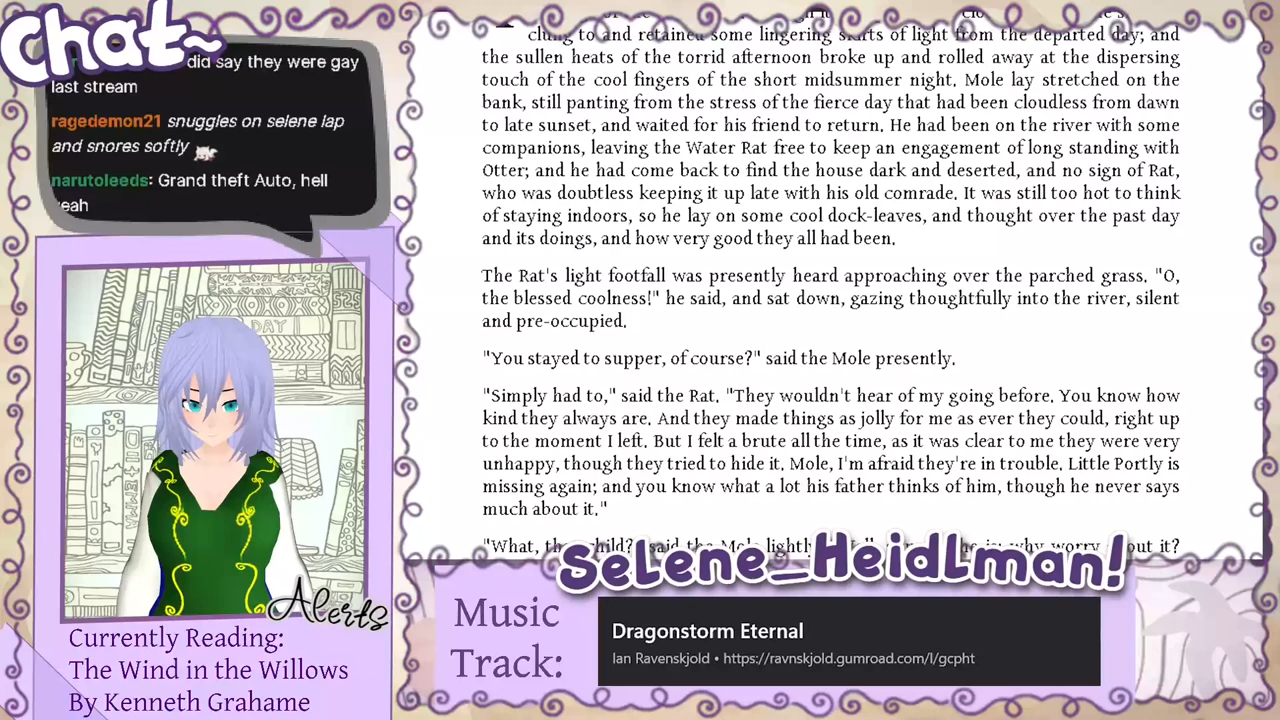 Chat~
did say they were gay
last stream
ragedemon21 snuggles on selene lap
and snores softly
narutoleeds: Grand theft Auto, hell
yeah
DAY 1
Alerts
Currently Reading:
The Wind in the Willows
By Kenneth Grahame
clung to and retained some lingering skirts of light from the departed day; and
the sullen heats of the torrid afternoon broke up and rolled away at the dispersing
touch of the cool fingers of the short midsummer night. Mole lay stretched on the
bank, still panting from the stress of the fierce day that had been cloudless from dawn
to late sunset, and waited for his friend to return. He had been on the river with some
companions, leaving the Water Rat free to keep an engagement of long standing with
Otter; and he had come back to find the house dark and deserted, and no sign of Rat,
who was doubtless keeping it up late with his old comrade. It was still too hot to think
of staying indoors, so he lay on some cool dock-leaves, and thought over the past day
and its doings, and how very good they all had been.
The Rat's light footfall was presently heard approaching over the parched grass. "O,
the blessed coolness!" he said, and sat down, gazing thoughtfully into the river, silent
and pre-occupied.
"You stayed to supper, of course?" said the Mole presently.
"Simply had to," said the Rat. "They wouldn't hear of my going before. You know how
kind they always are. And they made things as jolly for me as ever they could, right up
to the moment I left. But I felt a brute all the time, as it was clear to me they were very
unhappy, though they tried to hide it. Mole, I'm afraid they're in trouble. Little Portly is
missing again; and you know what a lot his father thinks of him, though he never says
much about it."
"What, that child?" said the Mole lightly. why worry about it?
Selene_Heidlman!
Music
Track:
Dragonstorm Eternal
Ian Ravenskjold • https://ravnskjold.gumroad.com/l/gcpht